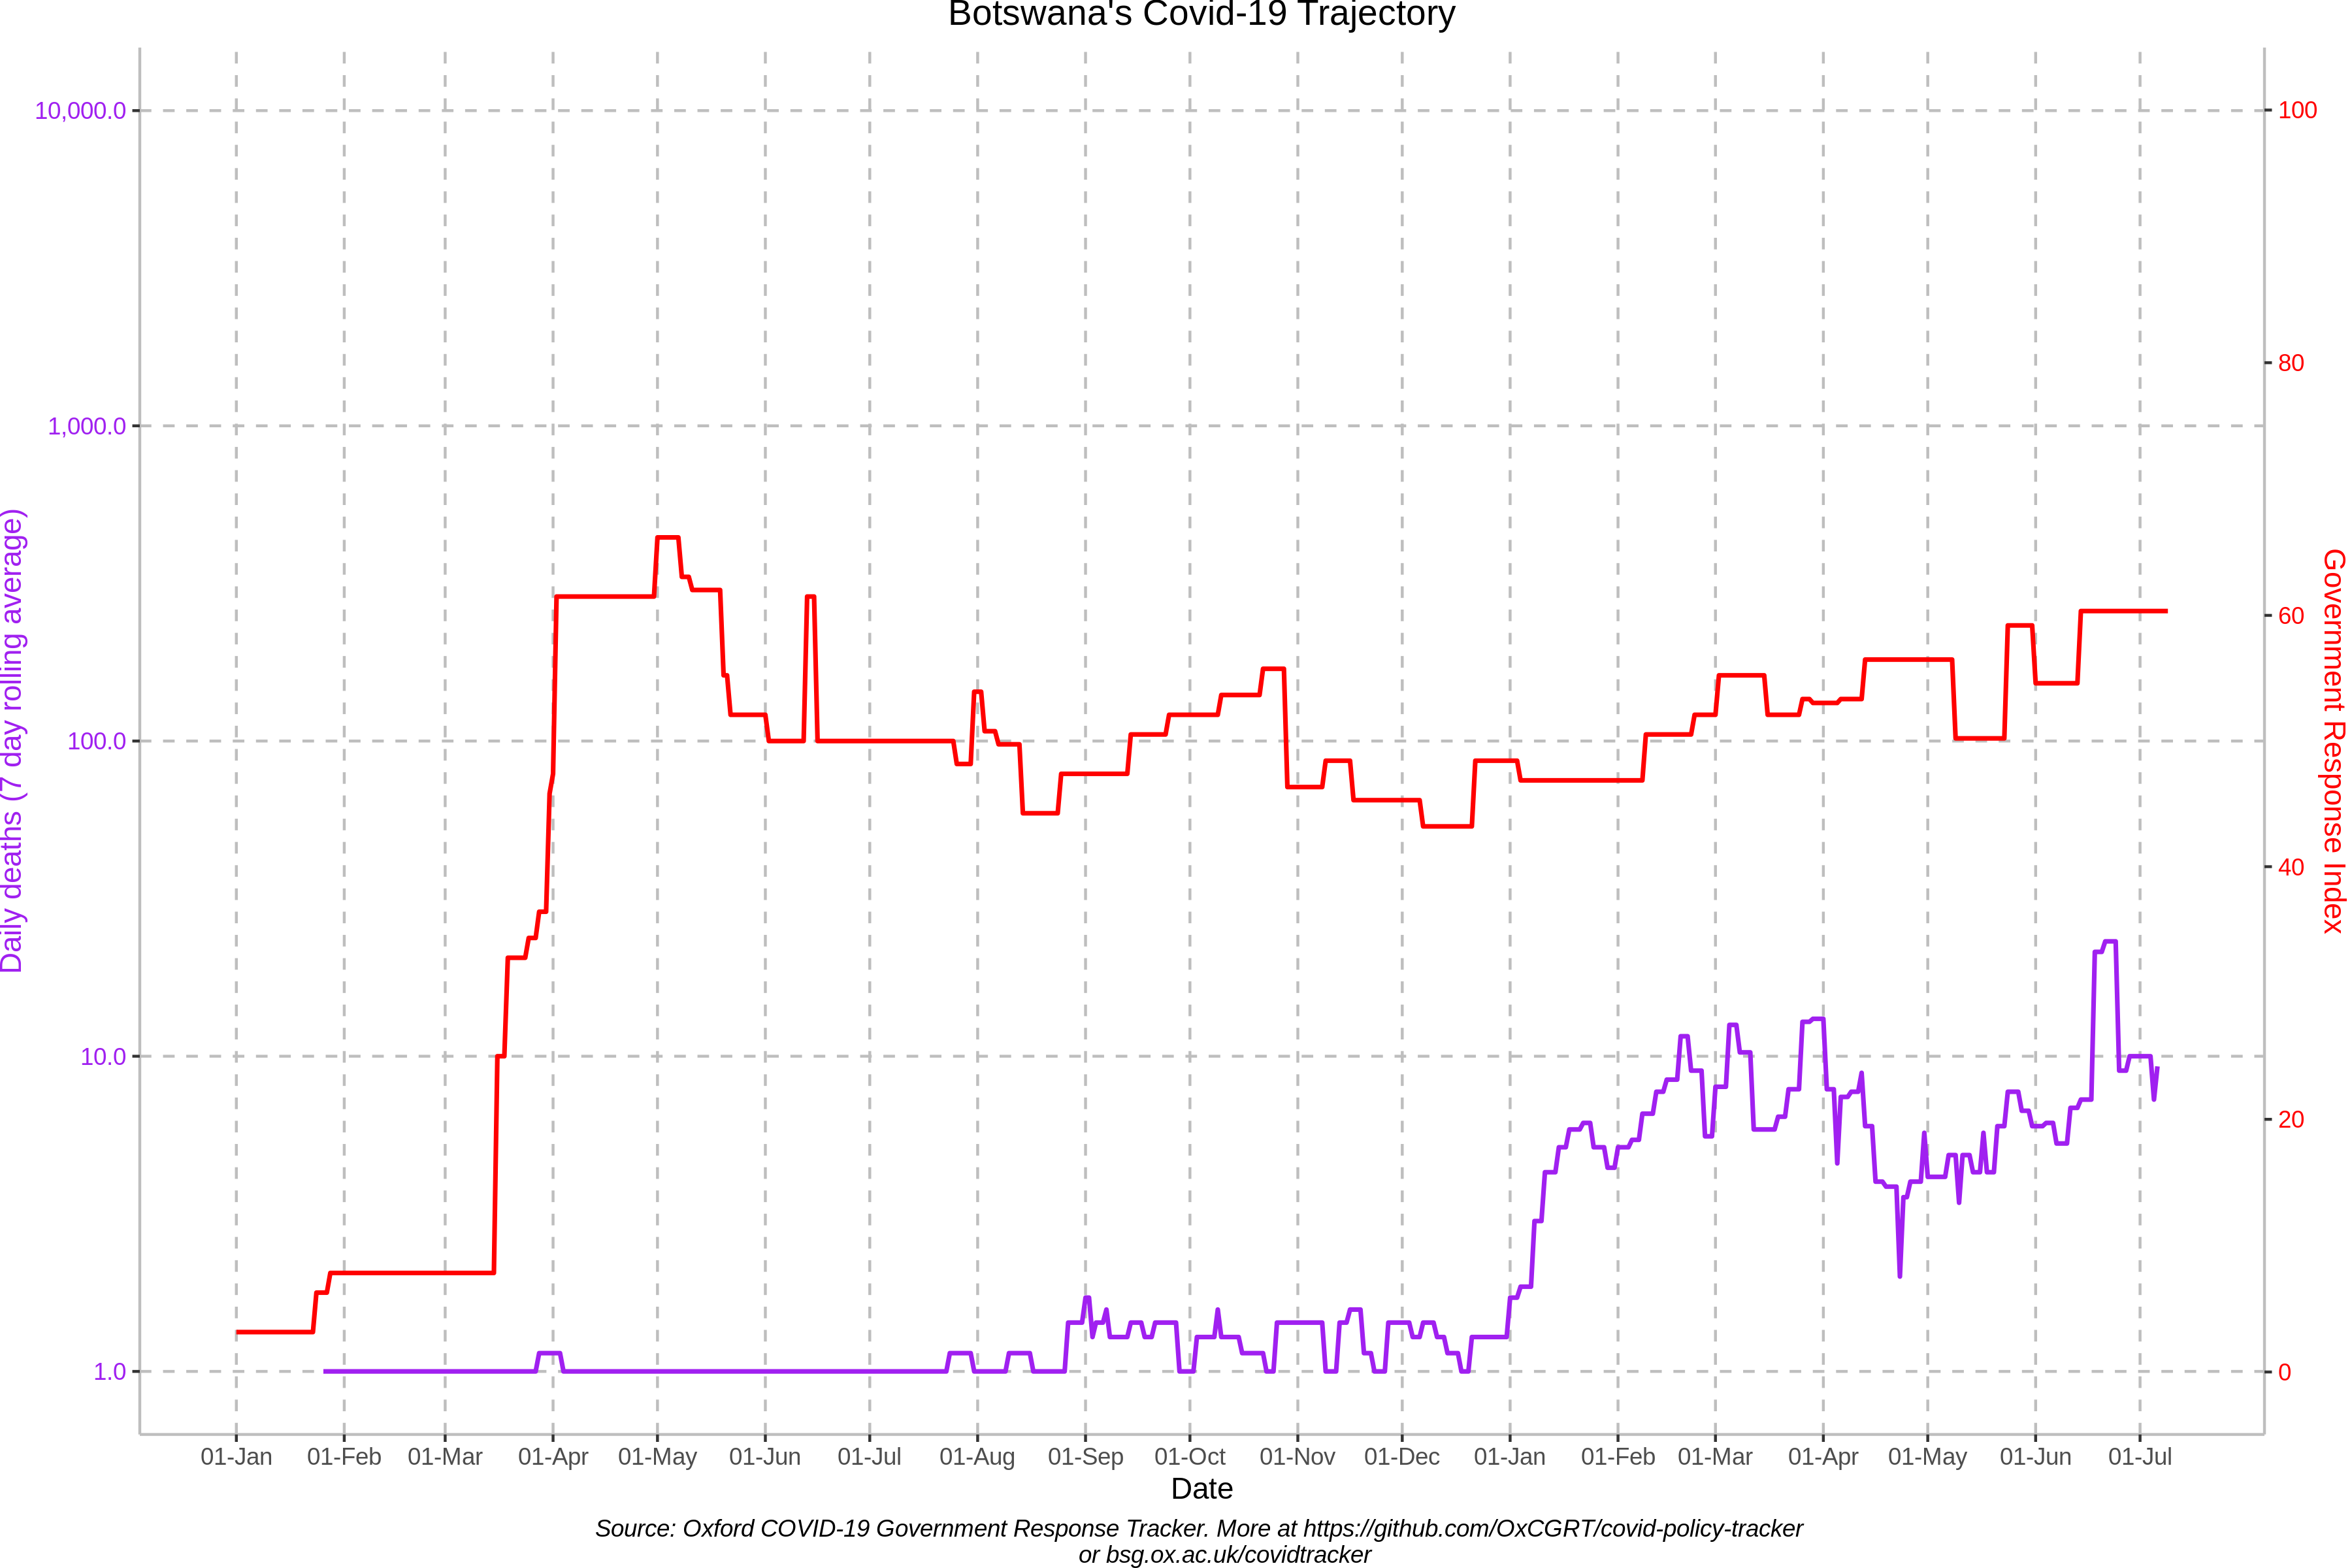 Botswana's Covid-19 Trajectory
10,000.0
1,000.0
100.0
10.0
1.0
Daily deaths (7 day rolling average)
100
80
60
40
20
0
Government Response Index
01-Jan 01-Feb 01-Mar 01-Apr 01-May 01-Jun 01-Jul 01-Aug 01-Sep 01-Oct 01-Nov 01-Dec 01-Jan 01-Feb 01-Mar 01-Apr 01-May 01-Jun 01-Jul
Date
Source: Oxford COVID-19 Government Response Tracker. More at https://github.com/OxCGRT/covid-policy-tracker
or bsg.ox.ac.uk/covidtracker